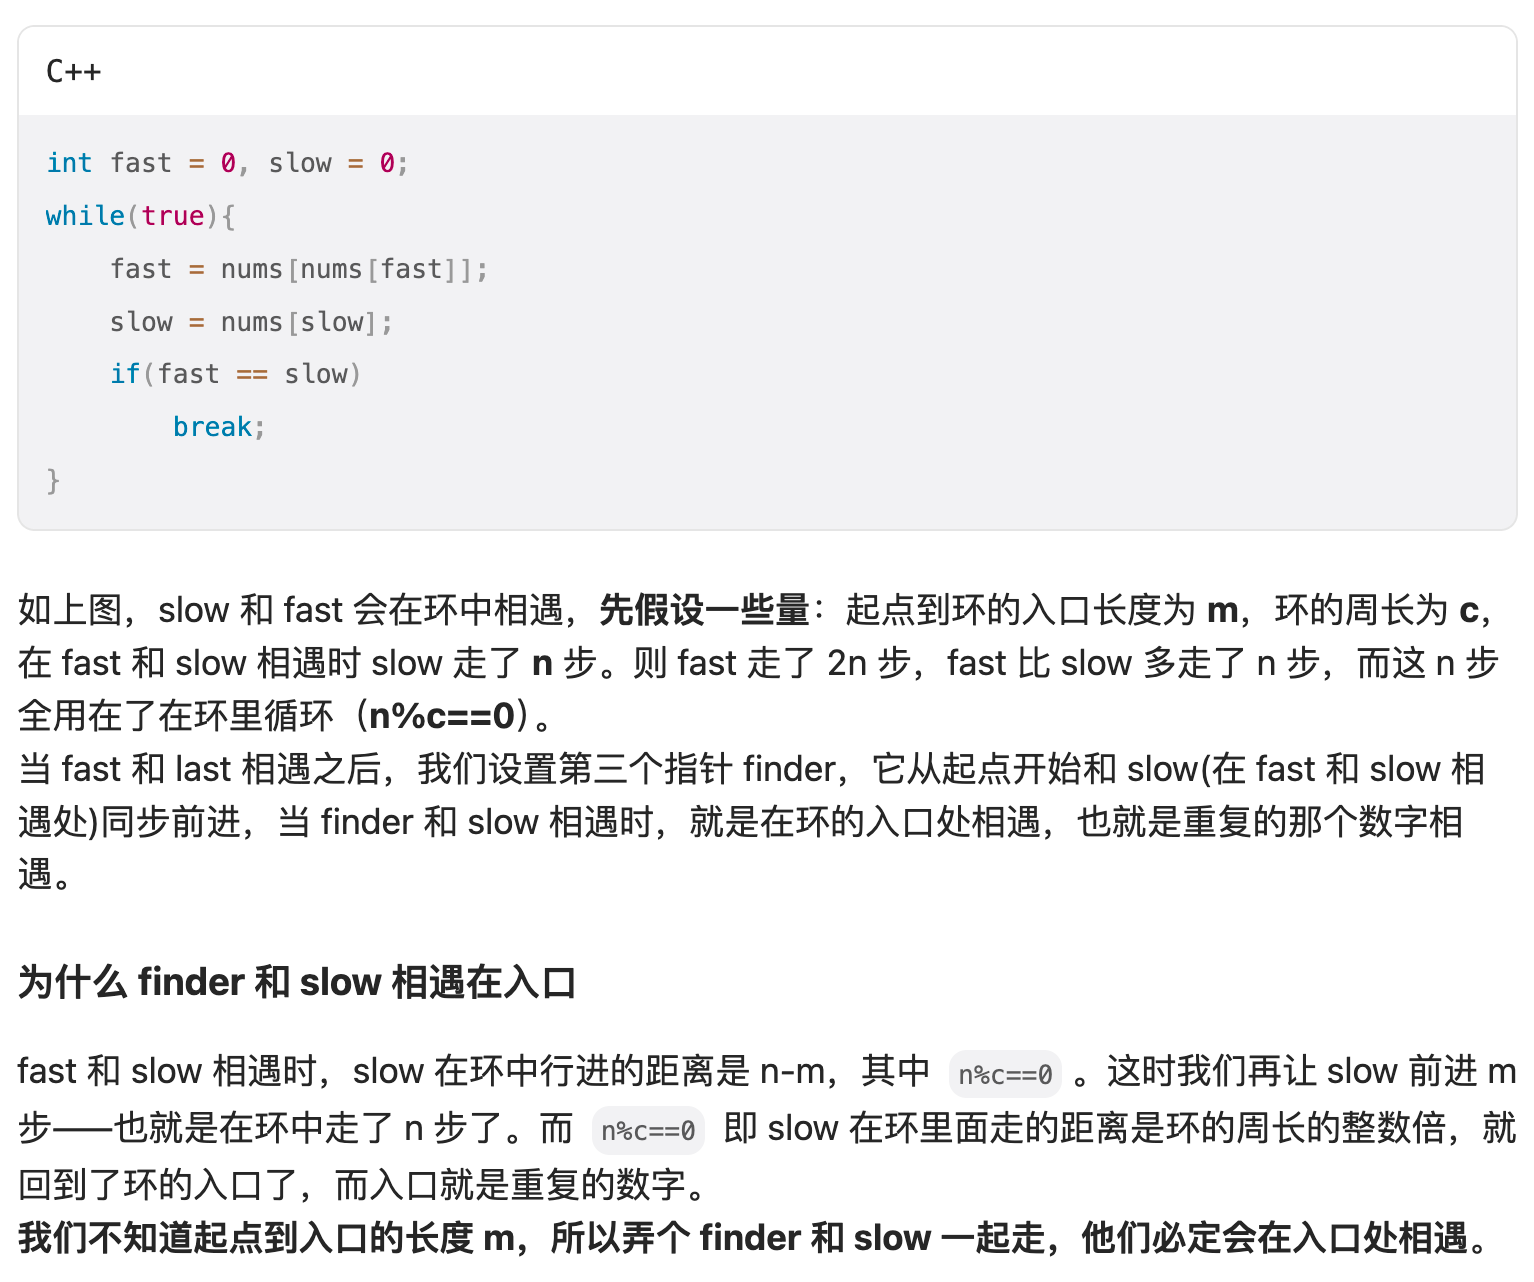 C++
int fast = 0, slow = 0;
while(true){
    fast = nums[nums[fast]];
    slow = nums[slow];
    if(fast == slow)
        break;
}
如上图，slow 和 fast 会在环中相遇，先假设一些量：起点到环的入口长度为 m，环的周长为 c，
在 fast 和 slow 相遇时 slow 走了 n 步。则 fast 走了 2n 步，fast 比 slow 多走了 n 步，而这 n 步
全用在了在环里循环（n%c==0）。
当 fast 和 last 相遇之后，我们设置第三个指针 finder，它从起点开始和 slow(在 fast 和 slow 相
遇处)同步前进，当 finder 和 slow 相遇时，就是在环的入口处相遇，也就是重复的那个数字相
遇。
为什么 finder 和 slow 相遇在入口
fast 和 slow 相遇时，slow 在环中行进的距离是 n-m，其中 n%c==0 。这时我们再让 slow 前进 m
步——也就是在环中走了 n 步了。而 n%c==0 即 slow 在环里面走的距离是环的周长的整数倍，就
回到了环的入口了，而入口就是重复的数字。
我们不知道起点到入口的长度 m，所以弄个 finder 和 slow 一起走，他们必定会在入口处相遇。